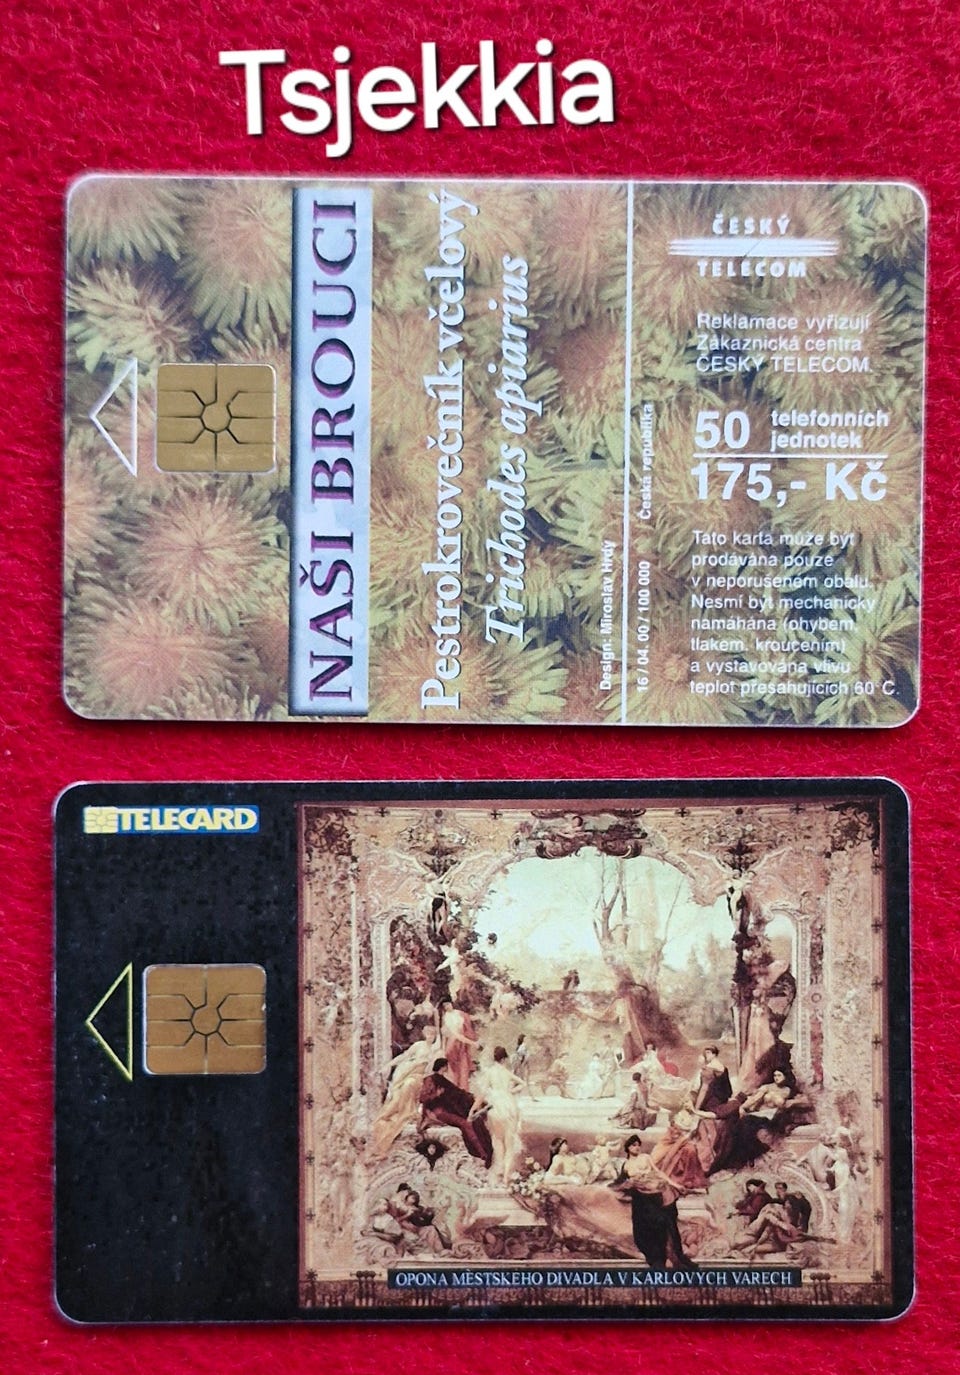 Tsjekkia
NAŠI BROUCI
Pestrokrovečník včelový
Trichodes apiarius
Design: Miroslav Hrdý
16 / 04. 00 / 100 000 Česká republika
ČESKÝ
TELECOM
Reklamace vyřizují
Zákaznická centra
ČESKÝ TELECOM.
50 telefonních
jednotek
175,- Kč
Tato karta může být
prodávána pouze
v neporušeném obalu.
Nesmí být mechanicky
namáhána (ohybem,
tlakem, kroucením)
a vystavována vlivu
teplot přesahujících 60°C.
TELECARD
OPONA MĚSTSKÉHO DIVADLA V KARLOVÝCH VARECH